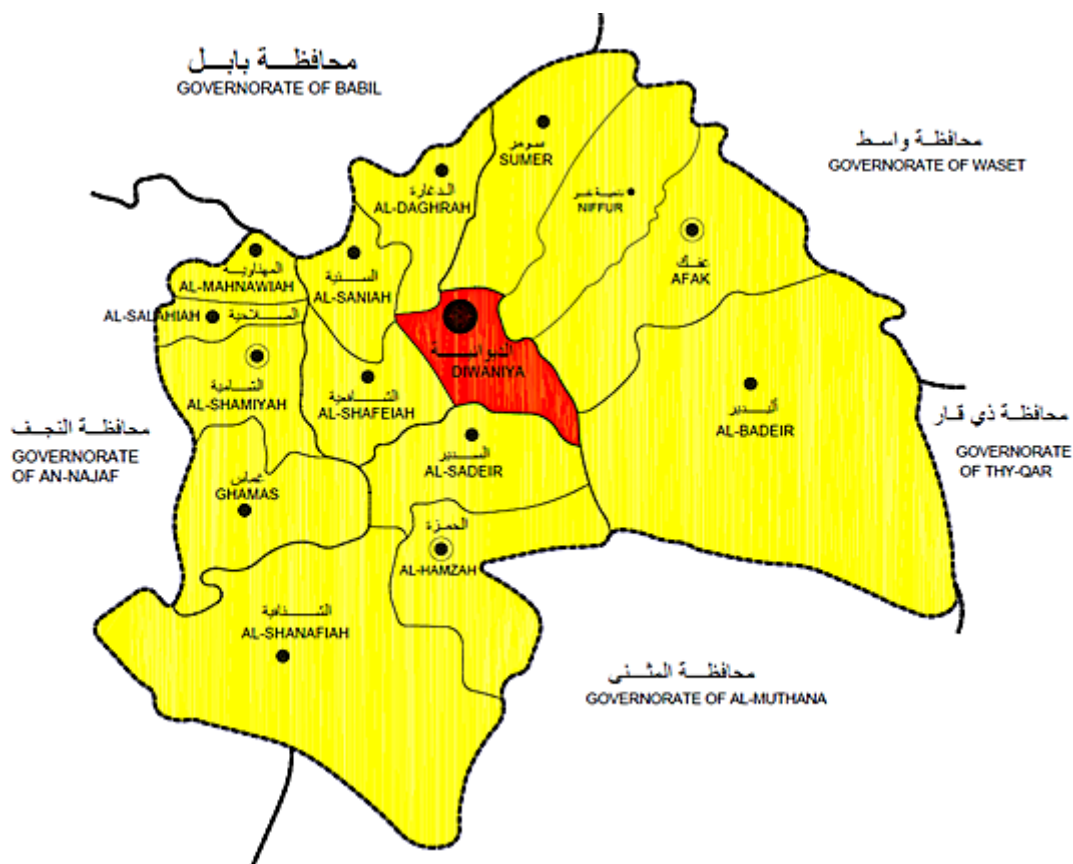 محافظة بابل
GOVERNORATE OF BABIL
سومر
SUMER
محافظة واسط
GOVERNORATE OF WASET
الدغارة
AL-DAGHRAH
ناحية نفر
NIFFUR
عفك
AFAK
المهناوية
AL-MAHNAWIAH
السنية
AL-SANIAH
AL-SALAHIAH
الصلاحية
الديوانية
DIWANIYA
الشامية
AL-SHAMIYAH
الشافعية
AL-SHAFEIAH
ألبدير
AL-BADEIR
محافظة النجف
GOVERNORATE
OF AN-NAJAF
محافظة ذي قار
GOVERNORATE
OF THY-QAR
السدير
AL-SADEIR
غماس
GHAMAS
الحمزة
AL-HAMZAH
الشنافية
AL-SHANAFIAH
محافظة المثنى
GOVERNORATE OF AL-MUTHANA